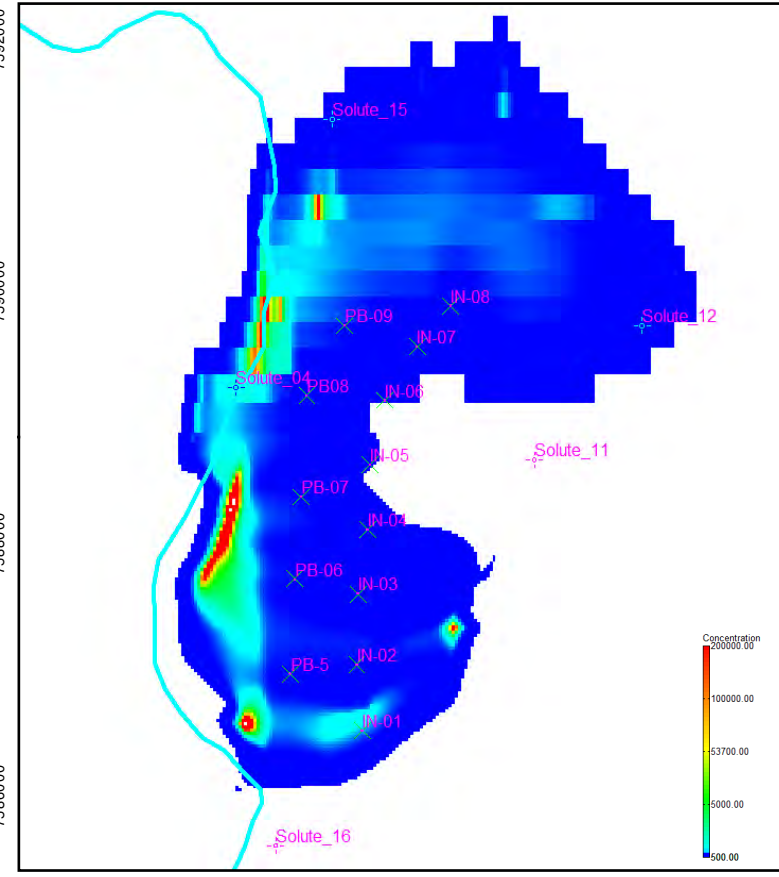 Solute_15
IN-08
PB-09
Solute_12
IN-07
Solute_04
PB08
IN-06
IN-05
Solute_11
PB-07
IN-04
PB-06
IN-03
IN-02
PB-5
IN-01
Solute_16
Concentration
200000.00
100000.00
53700.00
5000.00
500.00